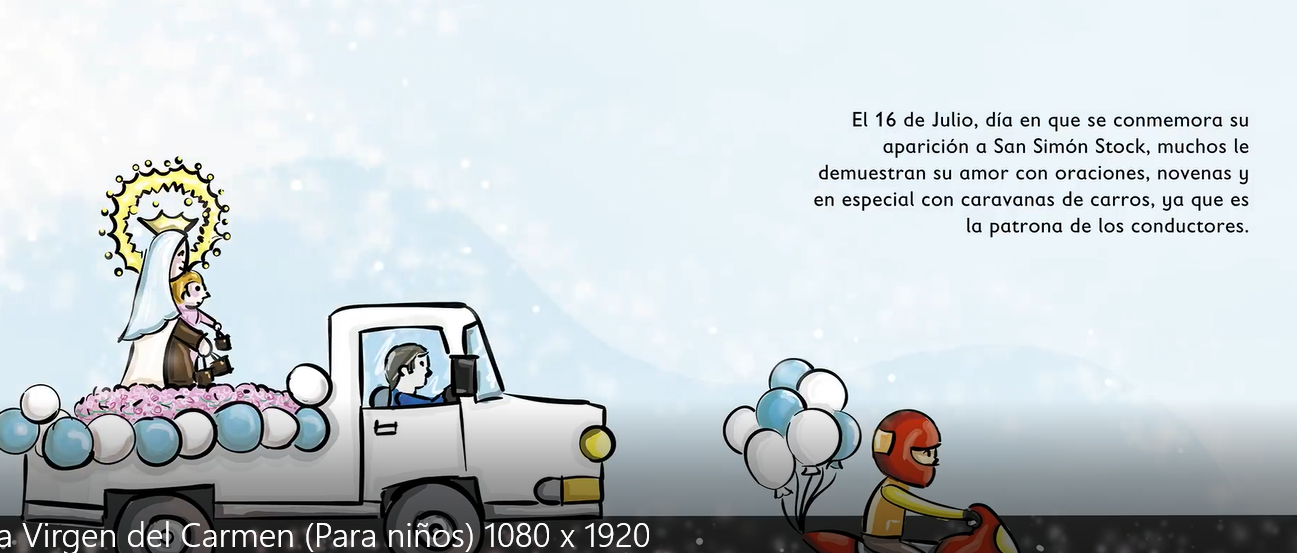 El 16 de Julio, día en que se conmemora su
aparición a San Simón Stock, muchos le
demuestran su amor con oraciones, novenas y
en especial con caravanas de carros, ya que es
la patrona de los conductores.
a Virgen del Carmen (Para niños) 1080 x 1920